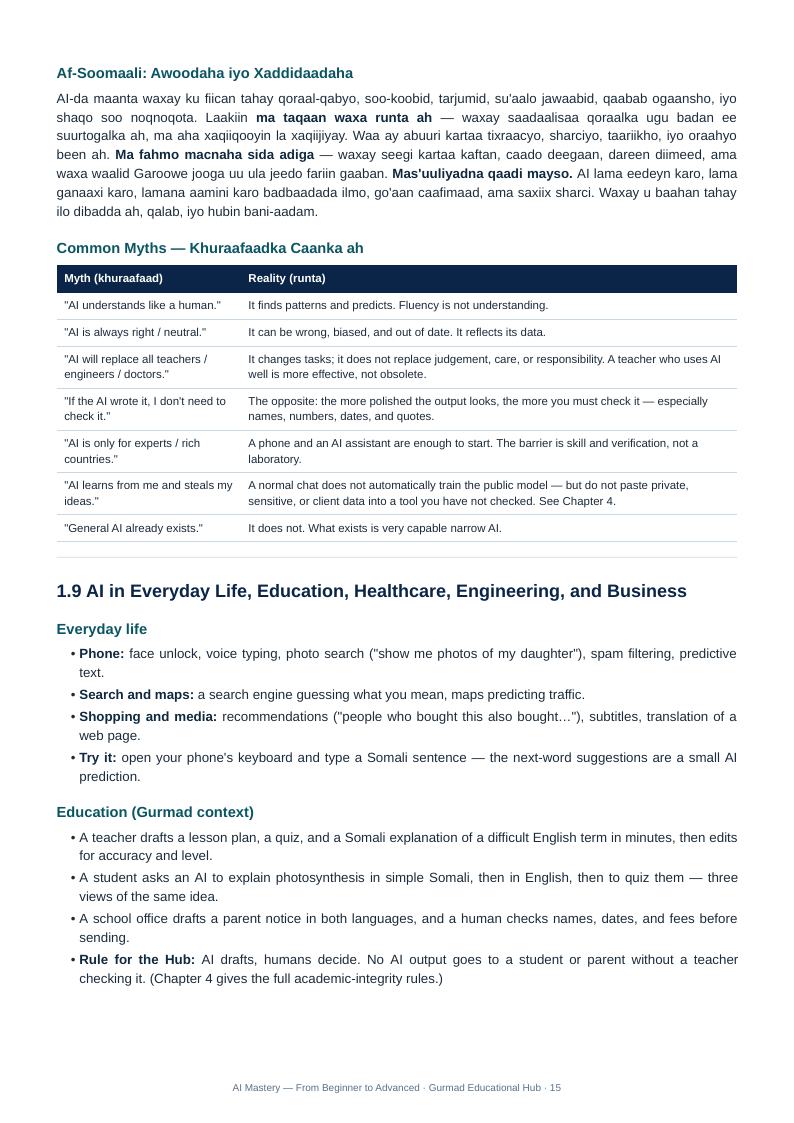 Af-Soomaali: Awoodaha iyo Xaddidaadaha
AI-da maanta waxay ku fiican tahay qoraal-qabyo, soo-koobid, tarjumid, su'aalo jawaabid, qaabab ogaansho, iyo
shaqo soo noqnoqota. Laakiin ma taqaan waxa runta ah — waxay saadaalisaa qoraalka ugu badan ee
suurtogalka ah, ma aha xaqiiqooyin la xaqiijiyay. Waa ay abuuri kartaa tixraacyo, sharciyo, taariikho, iyo oraahyo
been ah. Ma fahmo macnaha sida adiga — waxay seegi kartaa kaftan, caado deegaan, dareen diimeed, ama
waxa waalid Garoowe jooga uu ula jeedo fariin gaaban. Mas'uuliyadna qaadi mayso. AI lama eedeyn karo, lama
ganaaxi karo, lamana aamini karo badbaadada ilmo, go'aan caafimaad, ama saxiix sharci. Waxay u baahan tahay
ilo dibadda ah, qalab, iyo hubin bani-aadam.
Common Myths — Khuraafaadka Caanka ah
Myth (khuraafaad) Reality (runta)
"AI understands like a human." It finds patterns and predicts. Fluency is not understanding.
"AI is always right / neutral." It can be wrong, biased, and out of date. It reflects its data.
"AI will replace all teachers / It changes tasks; it does not replace judgement, care, or responsibility. A teacher who uses AI
engineers / doctors." well is more effective, not obsolete.
"If the AI wrote it, I don't need to The opposite: the more polished the output looks, the more you must check it — especially
check it." names, numbers, dates, and quotes.
"AI is only for experts / rich A phone and an AI assistant are enough to start. The barrier is skill and verification, not a
countries." laboratory.
"AI learns from me and steals my A normal chat does not automatically train the public model — but do not paste private,
ideas." sensitive, or client data into a tool you have not checked. See Chapter 4.
"General AI already exists." It does not. What exists is very capable narrow AI.
1.9 AI in Everyday Life, Education, Healthcare, Engineering, and Business
Everyday life
• Phone: face unlock, voice typing, photo search ("show me photos of my daughter"), spam filtering, predictive
text.
• Search and maps: a search engine guessing what you mean, maps predicting traffic.
• Shopping and media: recommendations ("people who bought this also bought…"), subtitles, translation of a
web page.
• Try it: open your phone's keyboard and type a Somali sentence — the next-word suggestions are a small AI
prediction.
Education (Gurmad context)
• A teacher drafts a lesson plan, a quiz, and a Somali explanation of a difficult English term in minutes, then edits
for accuracy and level.
• A student asks an AI to explain photosynthesis in simple Somali, then in English, then to quiz them — three
views of the same idea.
• A school office drafts a parent notice in both languages, and a human checks names, dates, and fees before
sending.
• Rule for the Hub: AI drafts, humans decide. No AI output goes to a student or parent without a teacher
checking it. (Chapter 4 gives the full academic-integrity rules.)
AI Mastery — From Beginner to Advanced · Gurmad Educational Hub · 15